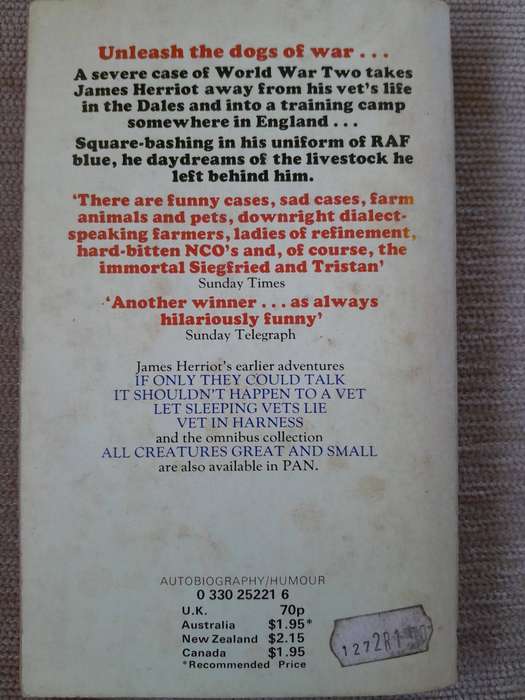 Unleash the dogs of war . . .
A severe case of World War Two takes
James Herriot away from his vet's life
in the Dales and into a training camp
somewhere in England . . .
Square-bashing in his uniform of RAF
blue, he daydreams of the livestock he
left behind him.
'There are funny cases, sad cases, farm
animals and pets, downright dialect-
speaking farmers, ladies of refinement,
hard-bitten NCO's and, of course, the
immortal Siegfried and Tristan'
Sunday Times
'Another winner . . . as always
hilariously funny'
Sunday Telegraph
James Herriot's earlier adventures
IF ONLY THEY COULD TALK
IT SHOULDN'T HAPPEN TO A VET
LET SLEEPING VETS LIE
VET IN HARNESS
and the omnibus collection
ALL CREATURES GREAT AND SMALL
are also available in PAN.
AUTOBIOGRAPHY/HUMOUR
0 330 25221 6
U.K. 70p
Australia $1.95*
New Zealand $2.15
Canada $1.95
*Recommended Price